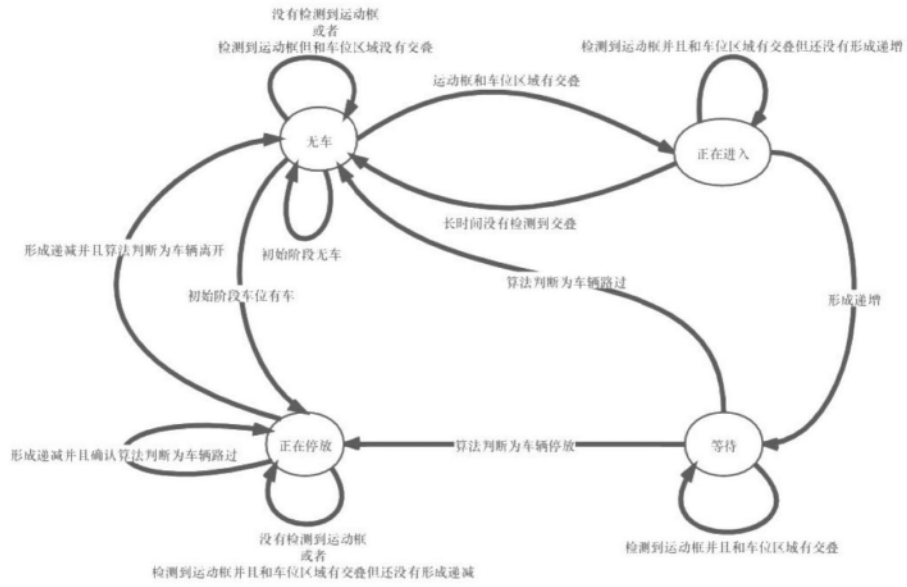 没有检测到运动框
或者
检测到运动框但和车位区域没有交叠
检测到运动框并且和车位区域有交叠但还没有形成递增
运动框和车位区域有交叠
无车
正在进入
长时间没有检测到交叠
初始阶段无车
形成递减并且算法判断为车辆离开
算法判断为车辆路过
初始阶段车位有车
形成递增
正在停放
等待
形成递减并且确认算法判断为车辆路过
算法判断为车辆停放
没有检测到运动框
或者
检测到运动框并且和车位区域有交叠但还没有形成递减
检测到运动框并且和车位区域有交叠